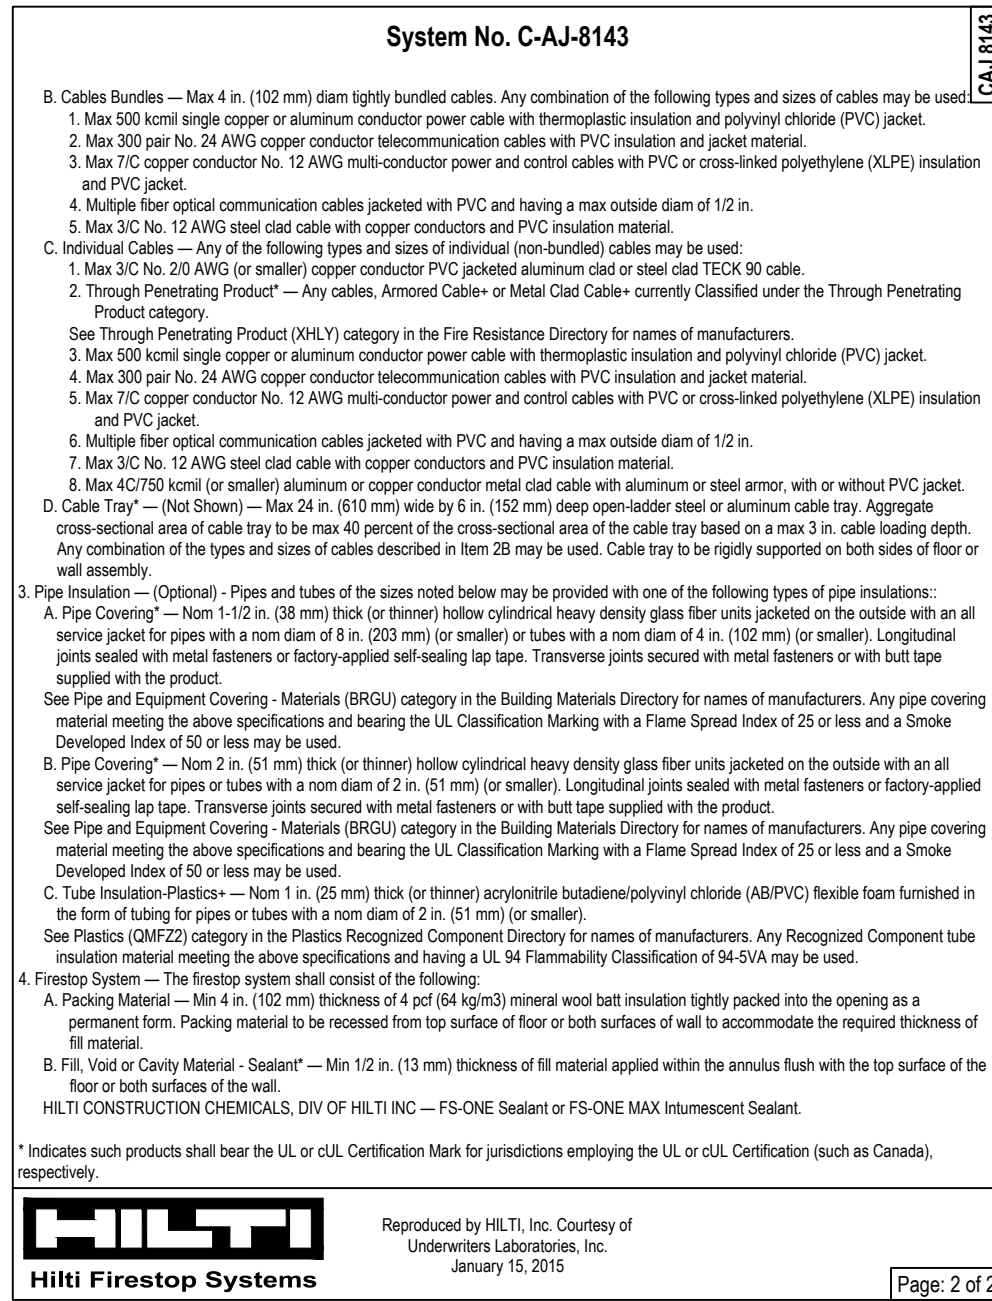 System No. C-AJ-8143
CAJ 8143
B. Cables Bundles — Max 4 in. (102 mm) diam tightly bundled cables. Any combination of the following types and sizes of cables may be used:
1. Max 500 kcmil single copper or aluminum conductor power cable with thermoplastic insulation and polyvinyl chloride (PVC) jacket.
2. Max 300 pair No. 24 AWG copper conductor telecommunication cables with PVC insulation and jacket material.
3. Max 7/C copper conductor No. 12 AWG multi-conductor power and control cables with PVC or cross-linked polyethylene (XLPE) insulation
and PVC jacket.
4. Multiple fiber optical communication cables jacketed with PVC and having a max outside diam of 1/2 in.
5. Max 3/C No. 12 AWG steel clad cable with copper conductors and PVC insulation material.
C. Individual Cables — Any of the following types and sizes of individual (non-bundled) cables may be used:
1. Max 3/C No. 2/0 AWG (or smaller) copper conductor PVC jacketed aluminum clad or steel clad TECK 90 cable.
2. Through Penetrating Product* — Any cables, Armored Cable+ or Metal Clad Cable+ currently Classified under the Through Penetrating
Product category.
See Through Penetrating Product (XHLY) category in the Fire Resistance Directory for names of manufacturers.
3. Max 500 kcmil single copper or aluminum conductor power cable with thermoplastic insulation and polyvinyl chloride (PVC) jacket.
4. Max 300 pair No. 24 AWG copper conductor telecommunication cables with PVC insulation and jacket material.
5. Max 7/C copper conductor No. 12 AWG multi-conductor power and control cables with PVC or cross-linked polyethylene (XLPE) insulation
and PVC jacket.
6. Multiple fiber optical communication cables jacketed with PVC and having a max outside diam of 1/2 in.
7. Max 3/C No. 12 AWG steel clad cable with copper conductors and PVC insulation material.
8. Max 4C/750 kcmil (or smaller) aluminum or copper conductor metal clad cable with aluminum or steel armor, with or without PVC jacket.
D. Cable Tray* — (Not Shown) — Max 24 in. (610 mm) wide by 6 in. (152 mm) deep open-ladder steel or aluminum cable tray. Aggregate
cross-sectional area of cable tray to be max 40 percent of the cross-sectional area of the cable tray based on a max 3 in. cable loading depth.
Any combination of the types and sizes of cables described in Item 2B may be used. Cable tray to be rigidly supported on both sides of floor or
wall assembly.
3. Pipe Insulation — (Optional) - Pipes and tubes of the sizes noted below may be provided with one of the following types of pipe insulations::
A. Pipe Covering* — Nom 1-1/2 in. (38 mm) thick (or thinner) hollow cylindrical heavy density glass fiber units jacketed on the outside with an all
service jacket for pipes with a nom diam of 8 in. (203 mm) (or smaller) or tubes with a nom diam of 4 in. (102 mm) (or smaller). Longitudinal
joints sealed with metal fasteners or factory-applied self-sealing lap tape. Transverse joints secured with metal fasteners or with butt tape
supplied with the product.
See Pipe and Equipment Covering - Materials (BRGU) category in the Building Materials Directory for names of manufacturers. Any pipe covering
material meeting the above specifications and bearing the UL Classification Marking with a Flame Spread Index of 25 or less and a Smoke
Developed Index of 50 or less may be used.
B. Pipe Covering* — Nom 2 in. (51 mm) thick (or thinner) hollow cylindrical heavy density glass fiber units jacketed on the outside with an all
service jacket for pipes or tubes with a nom diam of 2 in. (51 mm) (or smaller). Longitudinal joints sealed with metal fasteners or factory-applied
self-sealing lap tape. Transverse joints secured with metal fasteners or with butt tape supplied with the product.
See Pipe and Equipment Covering - Materials (BRGU) category in the Building Materials Directory for names of manufacturers. Any pipe covering
material meeting the above specifications and bearing the UL Classification Marking with a Flame Spread Index of 25 or less and a Smoke
Developed Index of 50 or less may be used.
C. Tube Insulation-Plastics+ — Nom 1 in. (25 mm) thick (or thinner) acrylonitrile butadiene/polyvinyl chloride (AB/PVC) flexible foam furnished in
the form of tubing for pipes or tubes with a nom diam of 2 in. (51 mm) (or smaller).
See Plastics (QMFZ2) category in the Plastics Recognized Component Directory for names of manufacturers. Any Recognized Component tube
insulation material meeting the above specifications and having a UL 94 Flammability Classification of 94-5VA may be used.
4. Firestop System — The firestop system shall consist of the following:
A. Packing Material — Min 4 in. (102 mm) thickness of 4 pcf (64 kg/m3) mineral wool batt insulation tightly packed into the opening as a
permanent form. Packing material to be recessed from top surface of floor or both surfaces of wall to accommodate the required thickness of
fill material.
B. Fill, Void or Cavity Material - Sealant* — Min 1/2 in. (13 mm) thickness of fill material applied within the annulus flush with the top surface of the
floor or both surfaces of the wall.
HILTI CONSTRUCTION CHEMICALS, DIV OF HILTI INC — FS-ONE Sealant or FS-ONE MAX Intumescent Sealant.
* Indicates such products shall bear the UL or cUL Certification Mark for jurisdictions employing the UL or cUL Certification (such as Canada),
respectively.
HILTI
Hilti Firestop Systems
Reproduced by HILTI, Inc. Courtesy of
Underwriters Laboratories, Inc.
January 15, 2015
Page: 2 of 2